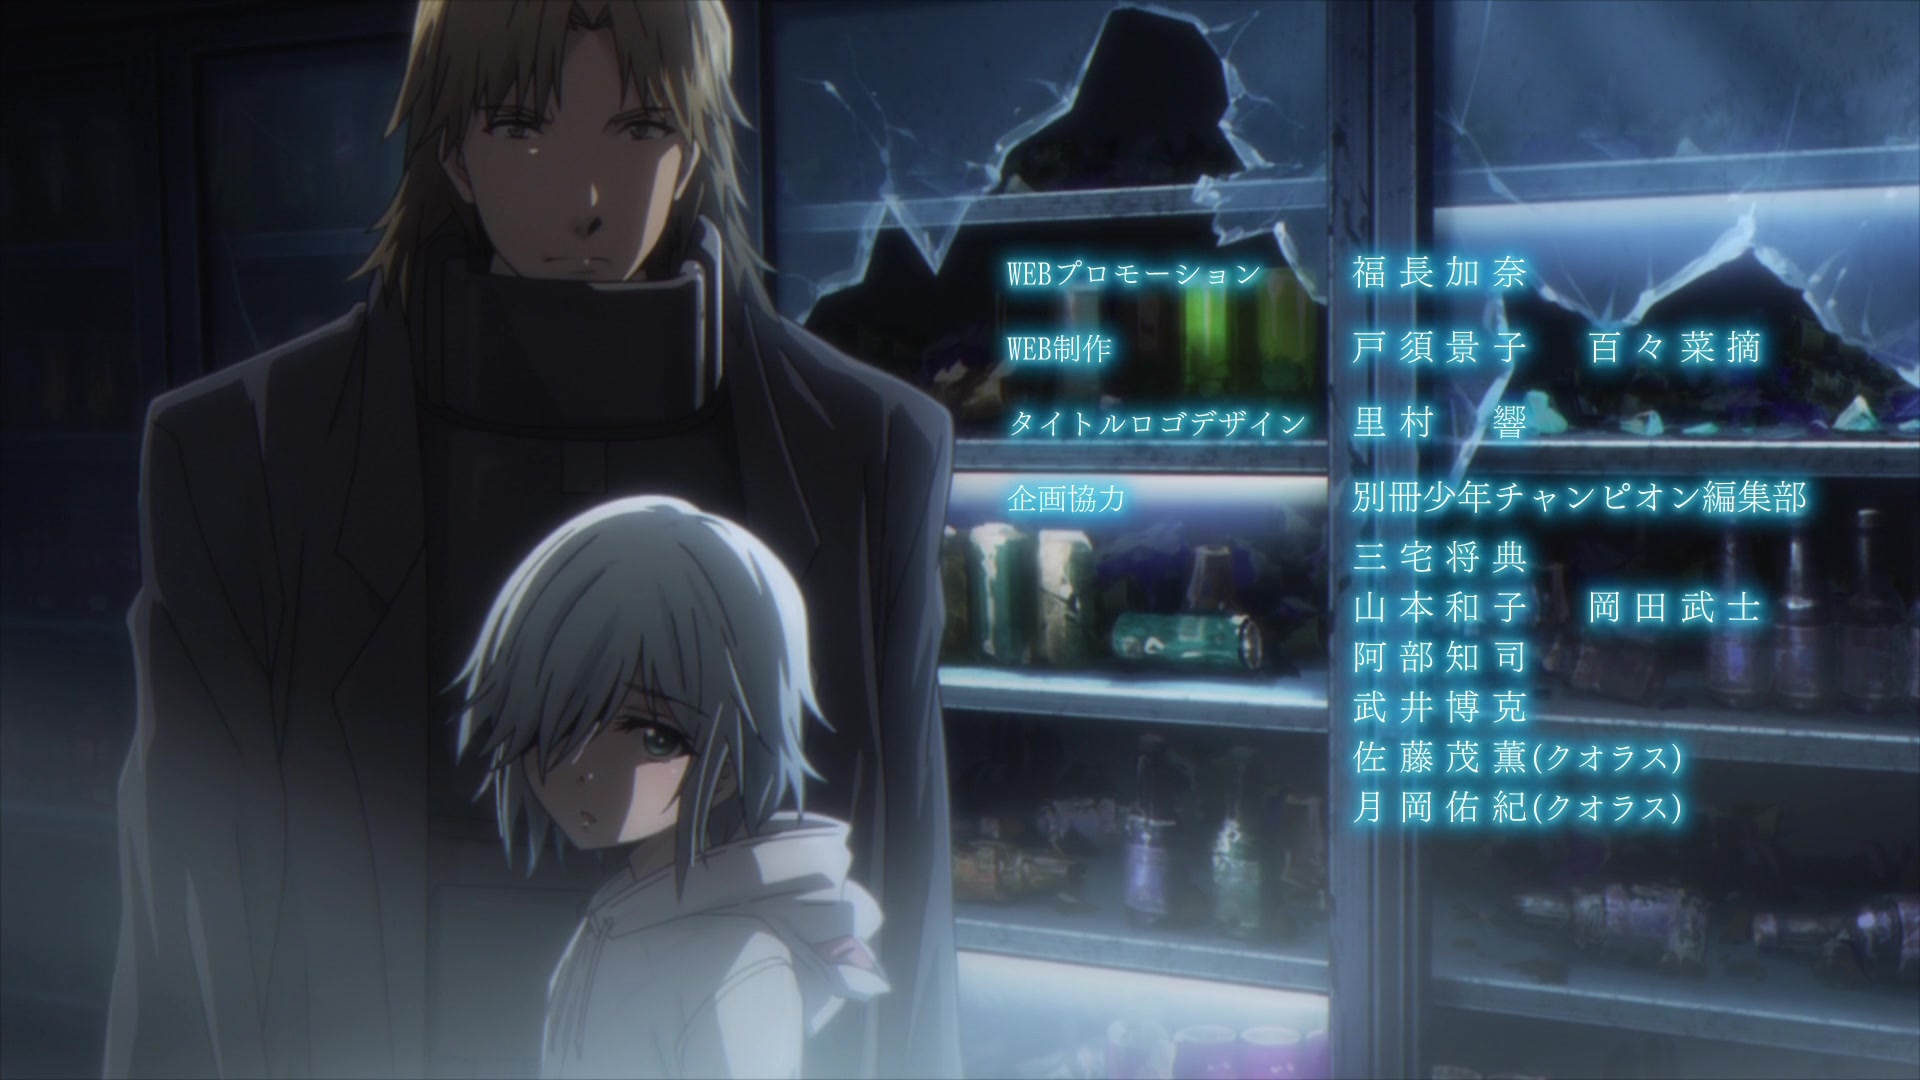 WEBプロモーション 福長加奈
WEB制作 戸須景子 百々菜摘
タイトルロゴデザイン 里村 響
企画協力 別冊少年チャンピオン編集部
三宅将典
山本和子 岡田武士
阿部知司
武井博克
佐藤茂薫(クオラス)
月岡佑紀(クオラス)